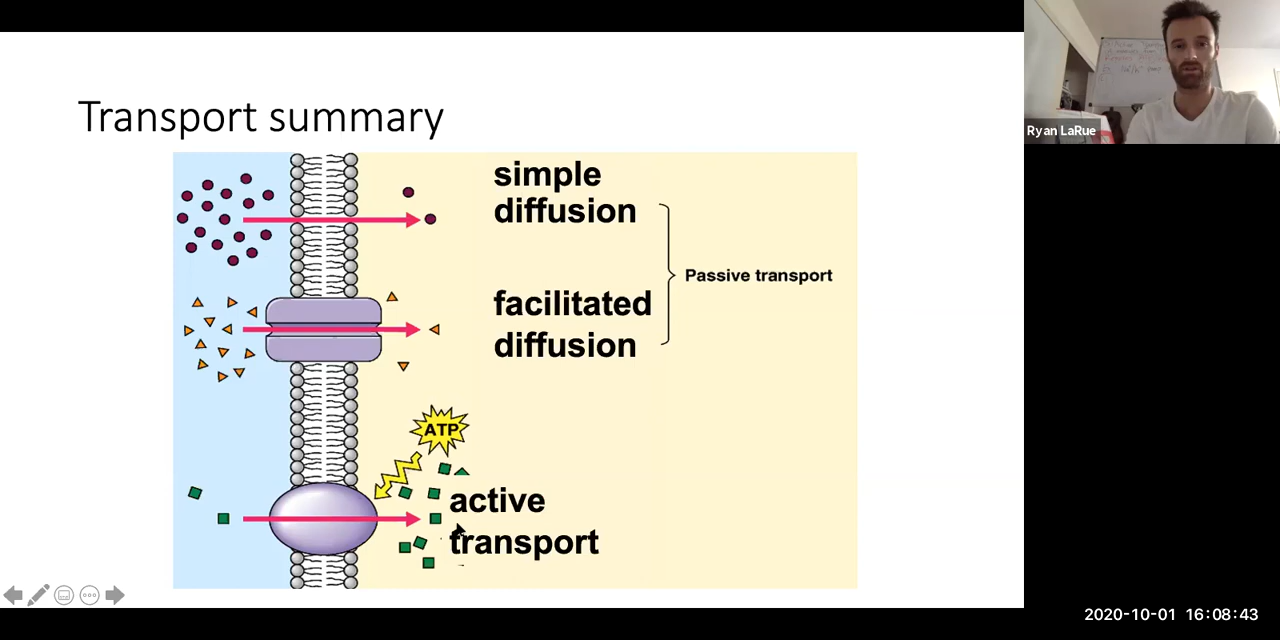 Transport summary
simple
diffusion
Passive transport
facilitated
diffusion
ATP
active
transport
Ryan LaRue
2020-10-01 16:08:43